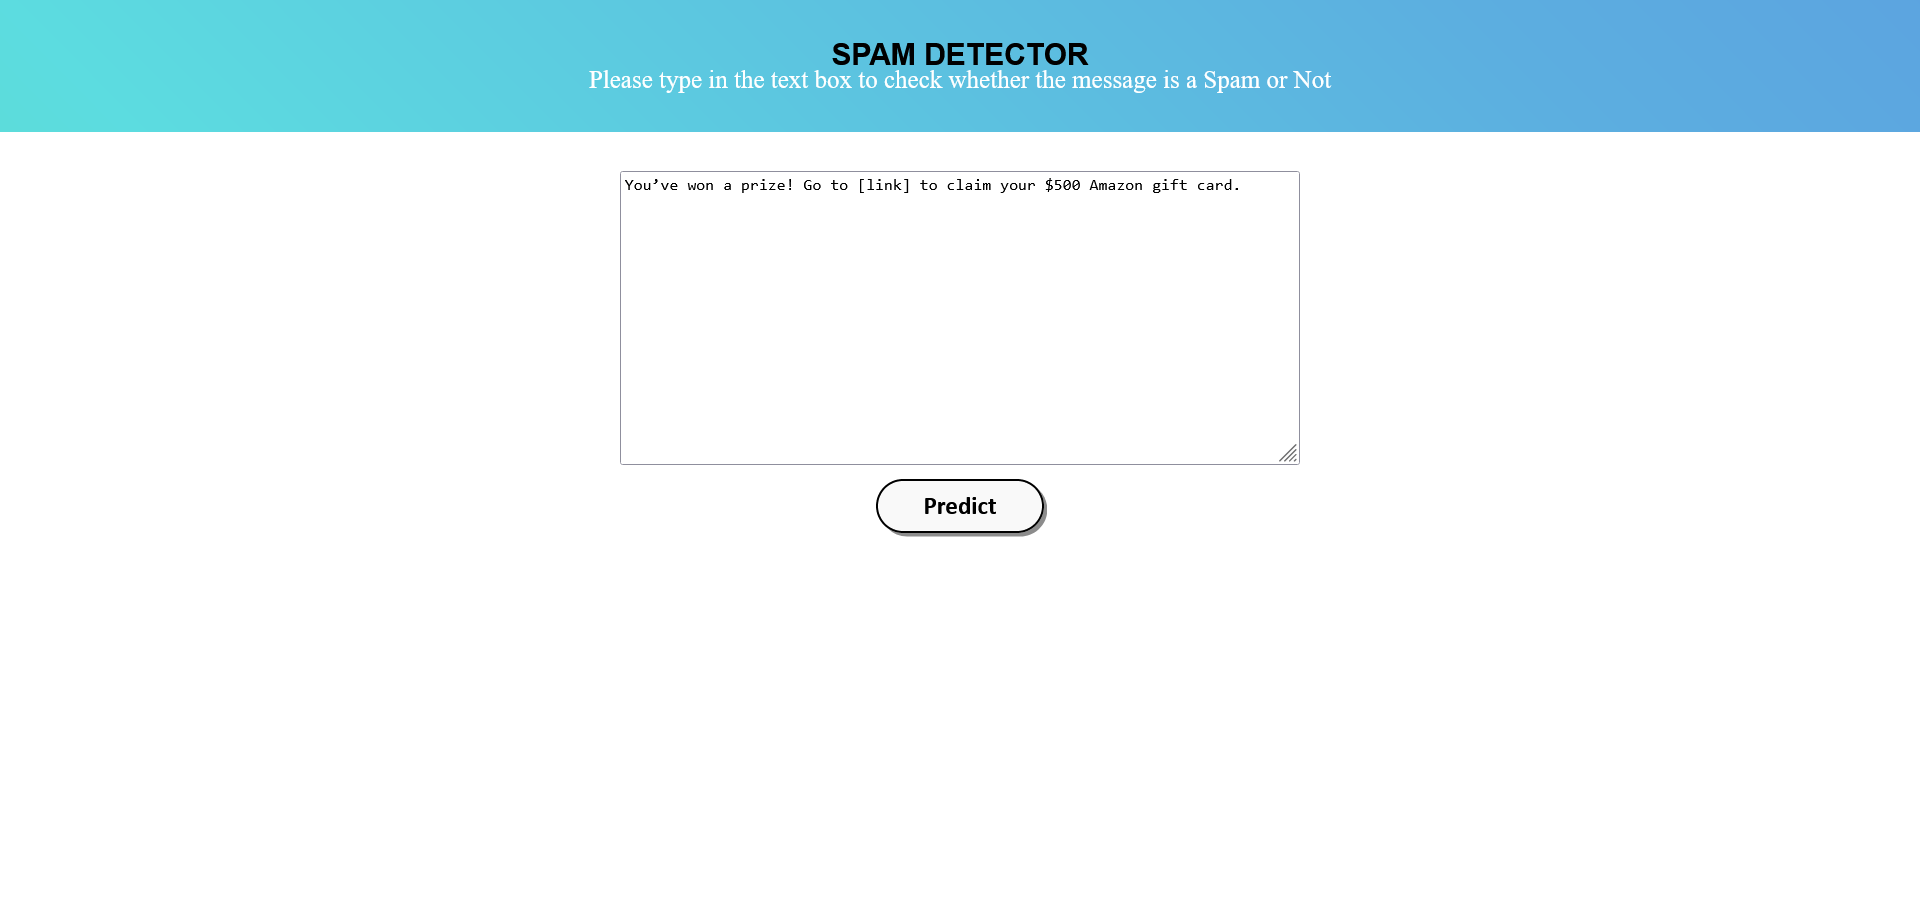 SPAM DETECTOR
Please type in the text box to check whether the message is a Spam or Not
You’ve won a prize! Go to [link] to claim your $500 Amazon gift card.
Predict